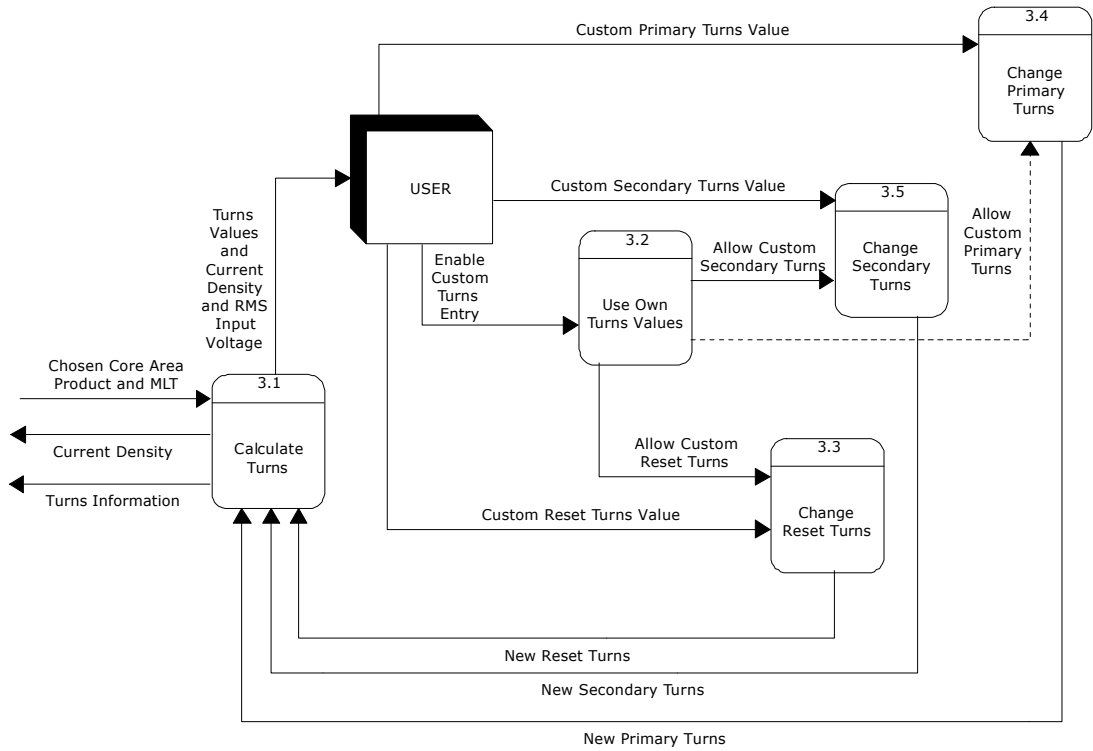 3.4
Custom Primary Turns Value
Change
Primary
Turns
USER
Custom Secondary Turns Value
3.5
Turns
Values
and
Current
Density
and RMS
Input
Voltage
Allow
Custom
Primary
Turns
3.2
Enable
Custom
Turns
Entry
Allow Custom
Secondary Turns
Change
Secondary
Turns
Use Own
Turns Values
Chosen Core Area
Product and MLT
3.1
Current Density
Calculate
Turns
Turns Information
Allow Custom
Reset Turns
3.3
Custom Reset Turns Value
Change
Reset Turns
New Reset Turns
New Secondary Turns
New Primary Turns